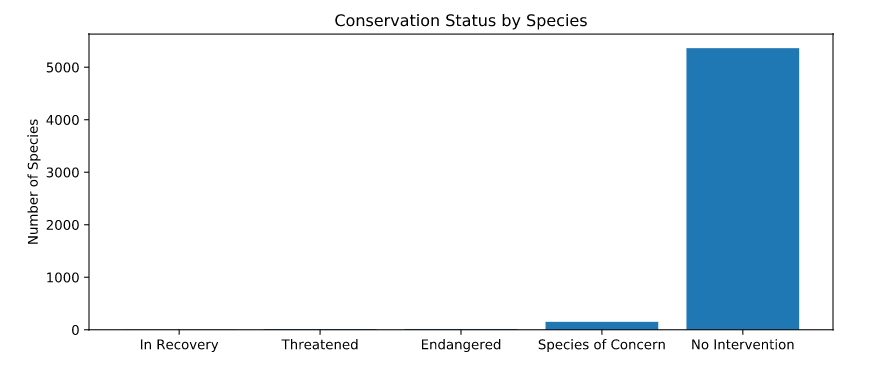 Conservation Status by Species
Number of Species
5000
4000
3000
2000
1000
0
In Recovery
Threatened
Endangered
Species of Concern
No Intervention